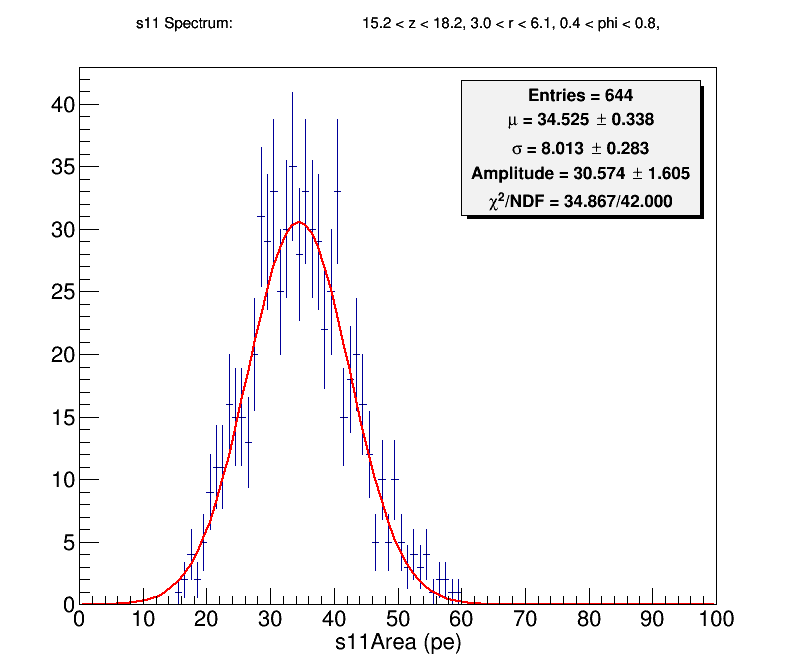 s11 Spectrum: 15.2 < z < 18.2, 3.0 < r < 6.1, 0.4 < phi < 0.8,
Entries = 644
μ = 34.525 ± 0.338
σ = 8.013 ± 0.283
Amplitude = 30.574 ± 1.605
χ²/NDF = 34.867/42.000
40
35
30
25
20
15
10
5
0
0 10 20 30 40 50 60 70 80 90 100
s11Area (pe)